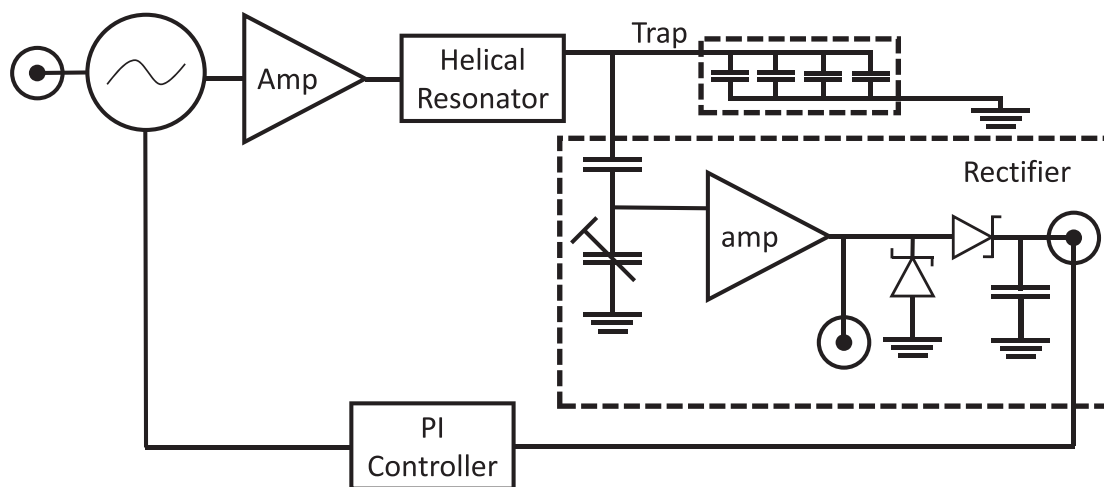 Trap
Amp
Helical
Resonator
Rectifier
amp
PI
Controller